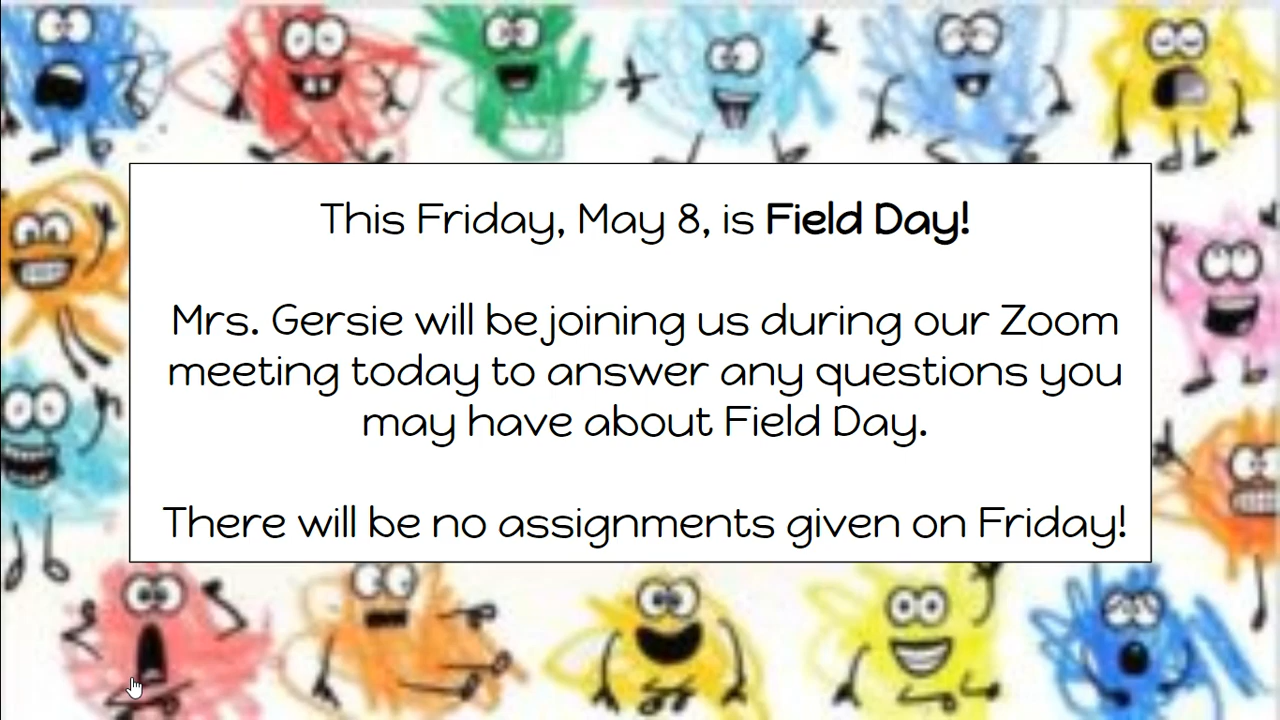 This Friday, May 8, is Field Day!
Mrs. Gersie will be joining us during our Zoom
meeting today to answer any questions you
may have about Field Day.
There will be no assignments given on Friday!